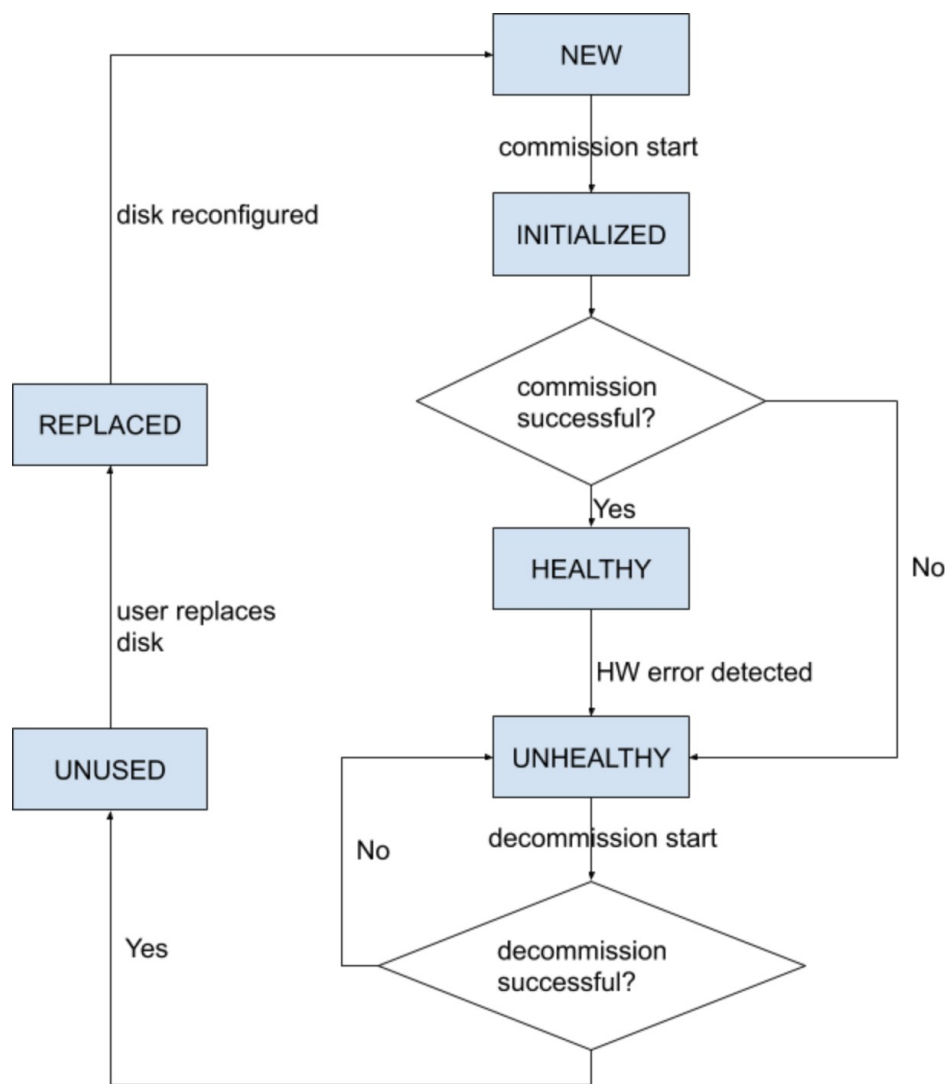 NEW
commission start
disk reconfigured
INITIALIZED
commission
successful?
REPLACED
Yes
HEALTHY
No
user replaces
disk
HW error detected
UNUSED
UNHEALTHY
decommission start
No
Yes
decommission
successful?